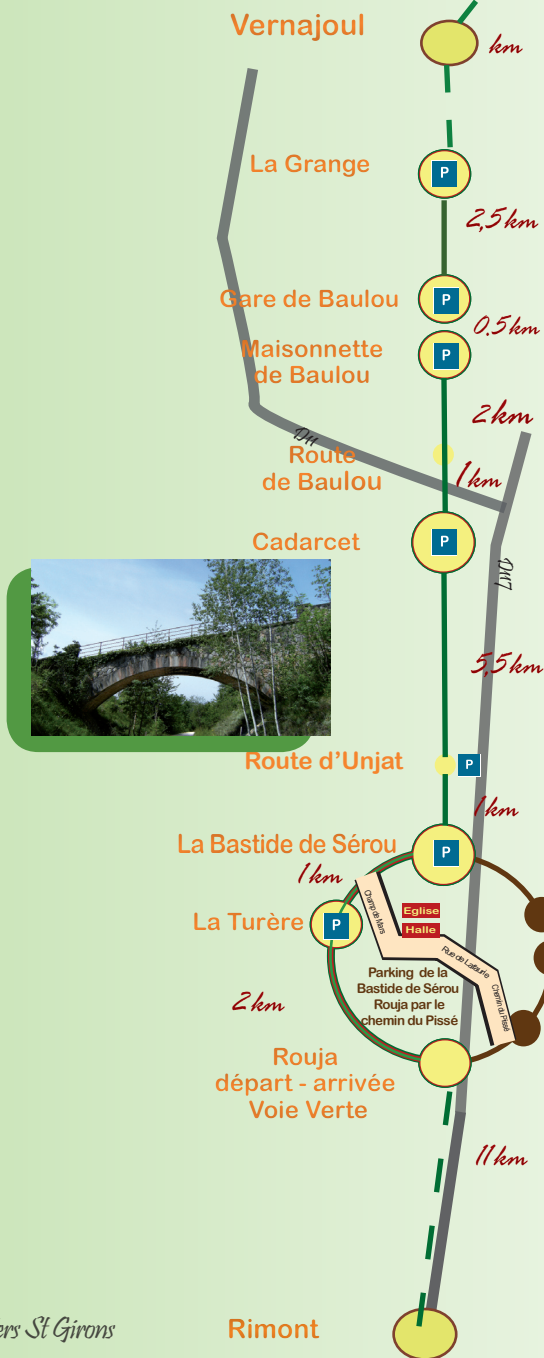 Vernajoul
km
La Grange
P
2,5 km
Gare de Baulou
P
0.5 km
Maisonnette
de Baulou
P
2 km
D11
Route
de Baulou
1 km
Cadarcet
P
D117
5,5 km
Route d'Unjat
P
1 km
La Bastide de Sérou
P
1 km
La Turère
P
Champ de Mars
Eglise
Halle
Rue de Lafaurie
Chemin du Pissé
Parking de la
Bastide de Sérou
Rouja par le
chemin du Pissé
2 km
Rouja
départ - arrivée
Voie Verte
11 km
ers St Girons
Rimont